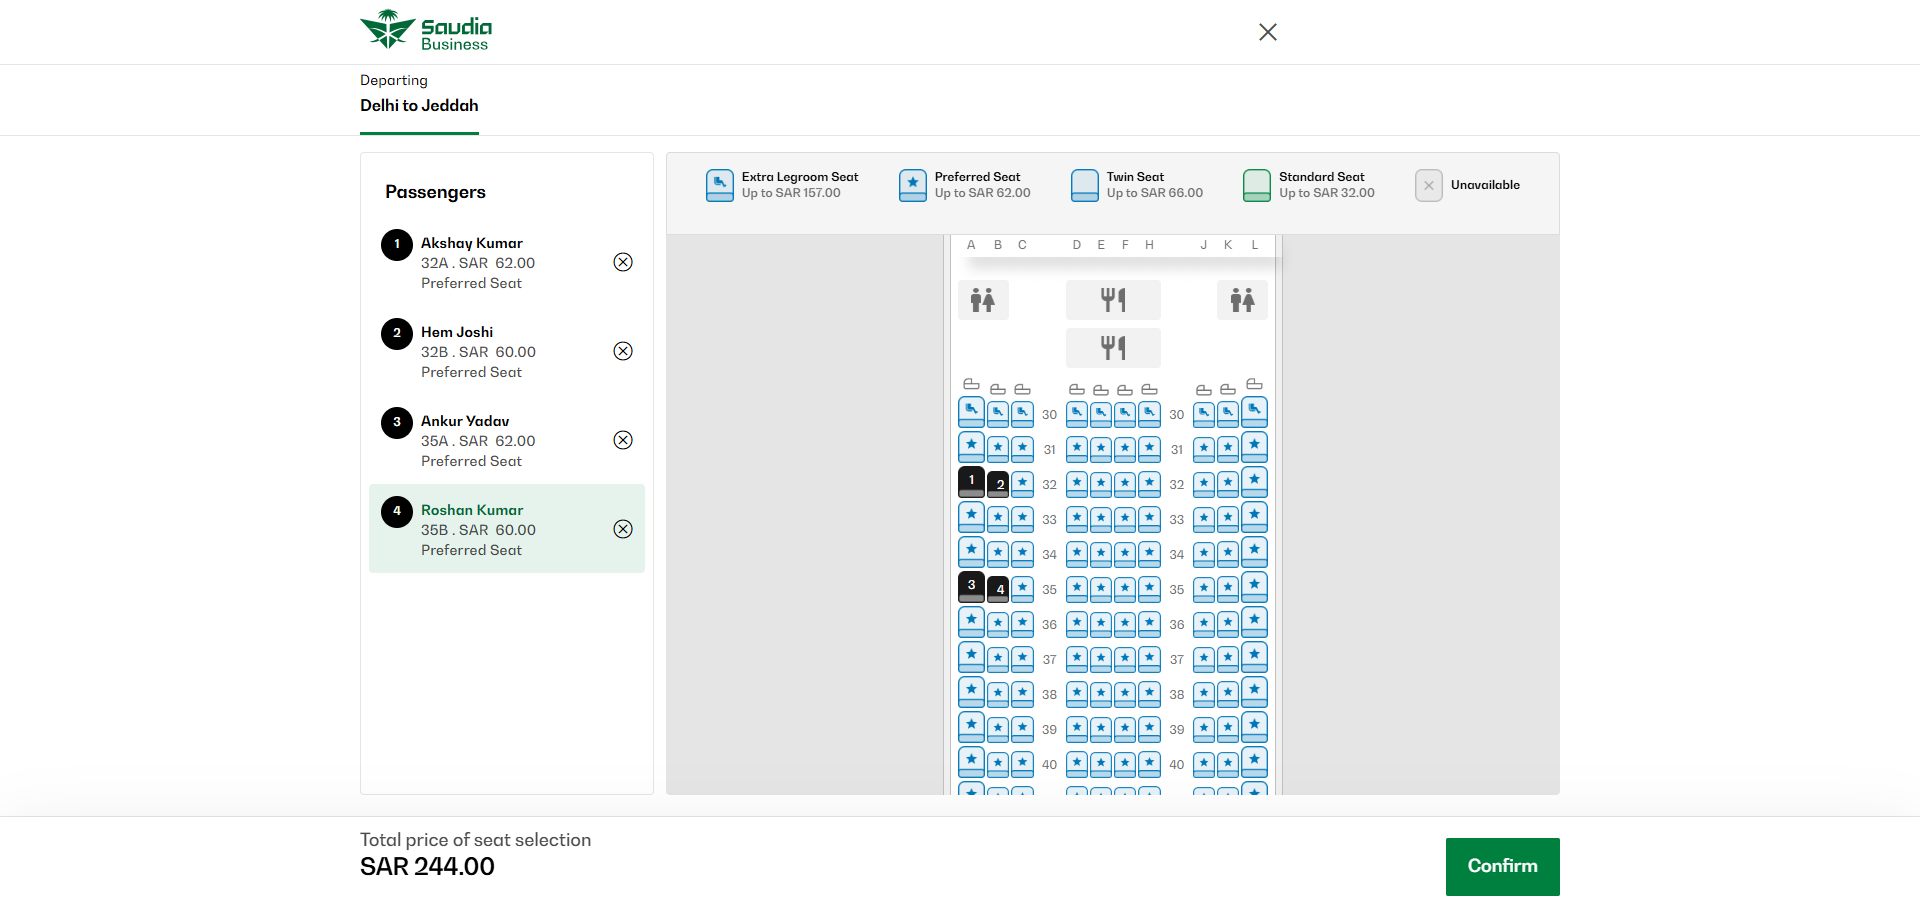 Saudia
Business
Departing
Delhi to Jeddah
Passengers
1 Akshay Kumar
32A . SAR 62.00
Preferred Seat
2 Hem Joshi
32B . SAR 60.00
Preferred Seat
3 Ankur Yadav
35A . SAR 62.00
Preferred Seat
4 Roshan Kumar
35B . SAR 60.00
Preferred Seat
Extra Legroom Seat
Up to SAR 157.00
Preferred Seat
Up to SAR 62.00
Twin Seat
Up to SAR 66.00
Standard Seat
Up to SAR 32.00
Unavailable
A B C D E F H J K L
30 30
31 31
1 2 32 32
33 33
34 34
3 4 35 35
36 36
37 37
38 38
39 39
40 40
Total price of seat selection
SAR 244.00
Confirm